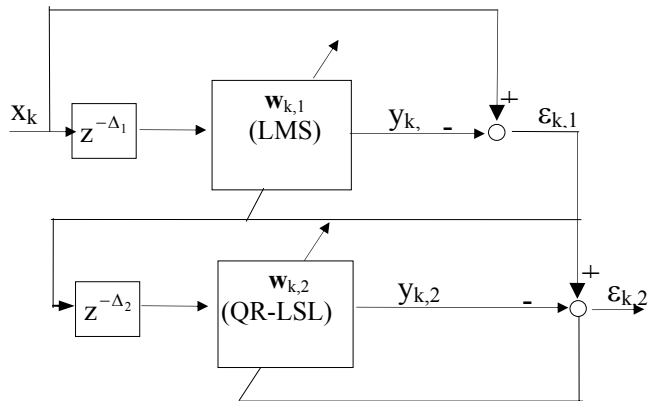 +
x_k
z^{-Δ_1}
w_{k,1}
(LMS)
y_{k,}
-
ε_{k,1}
+
z^{-Δ_2}
w_{k,2}
(QR-LSL)
y_{k,2}
-
ε_{k,2}